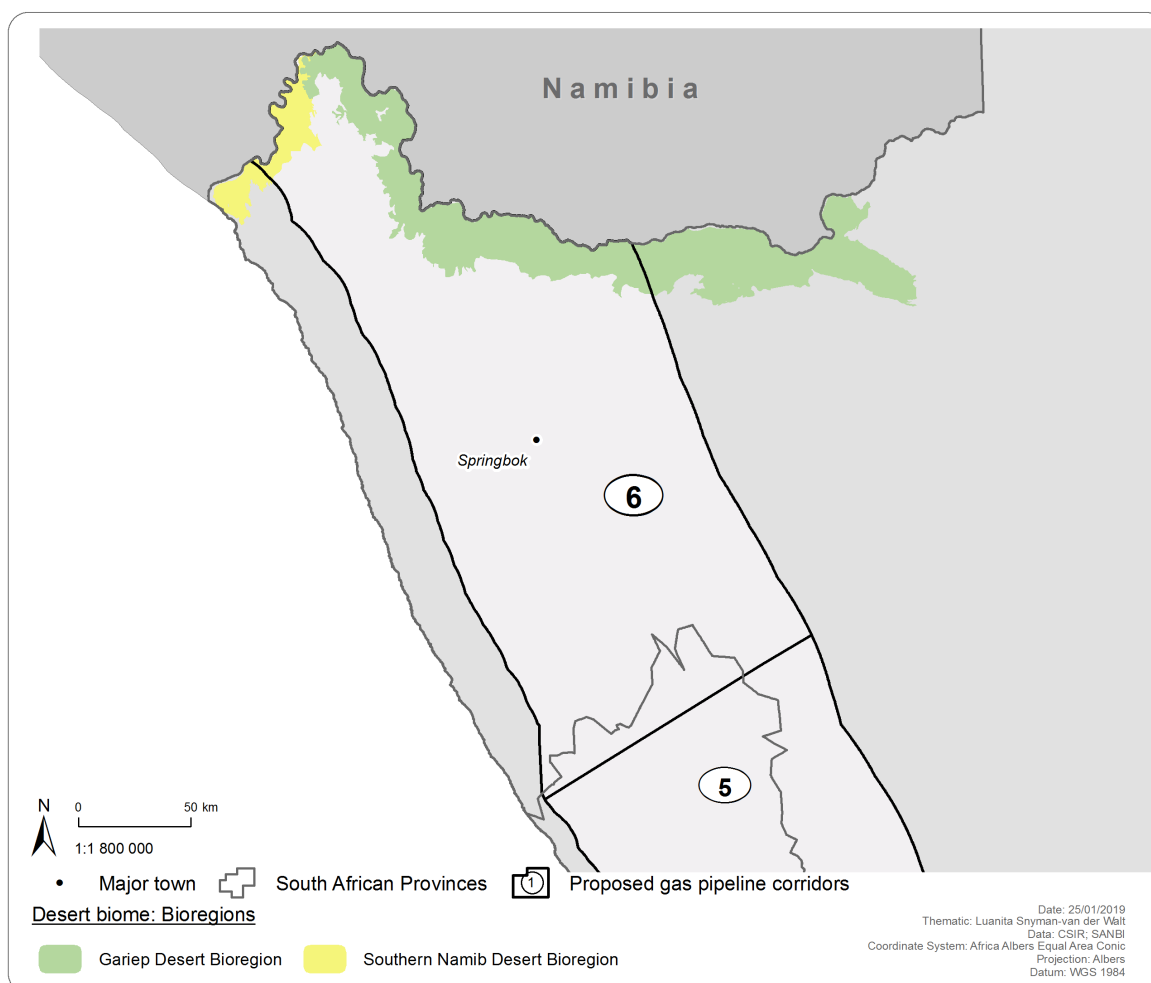 Namibia
Springbok
6
5
N
0 50 km
1:1 800 000
Major town
South African Provinces
1
Proposed gas pipeline corridors
Desert biome: Bioregions
Gariep Desert Bioregion
Southern Namib Desert Bioregion
Date: 25/01/2019
Thematic: Luanita Snyman-van der Walt
Data: CSIR; SANBI
Coordinate System: Africa Albers Equal Area Conic
Projection: Albers
Datum: WGS 1984